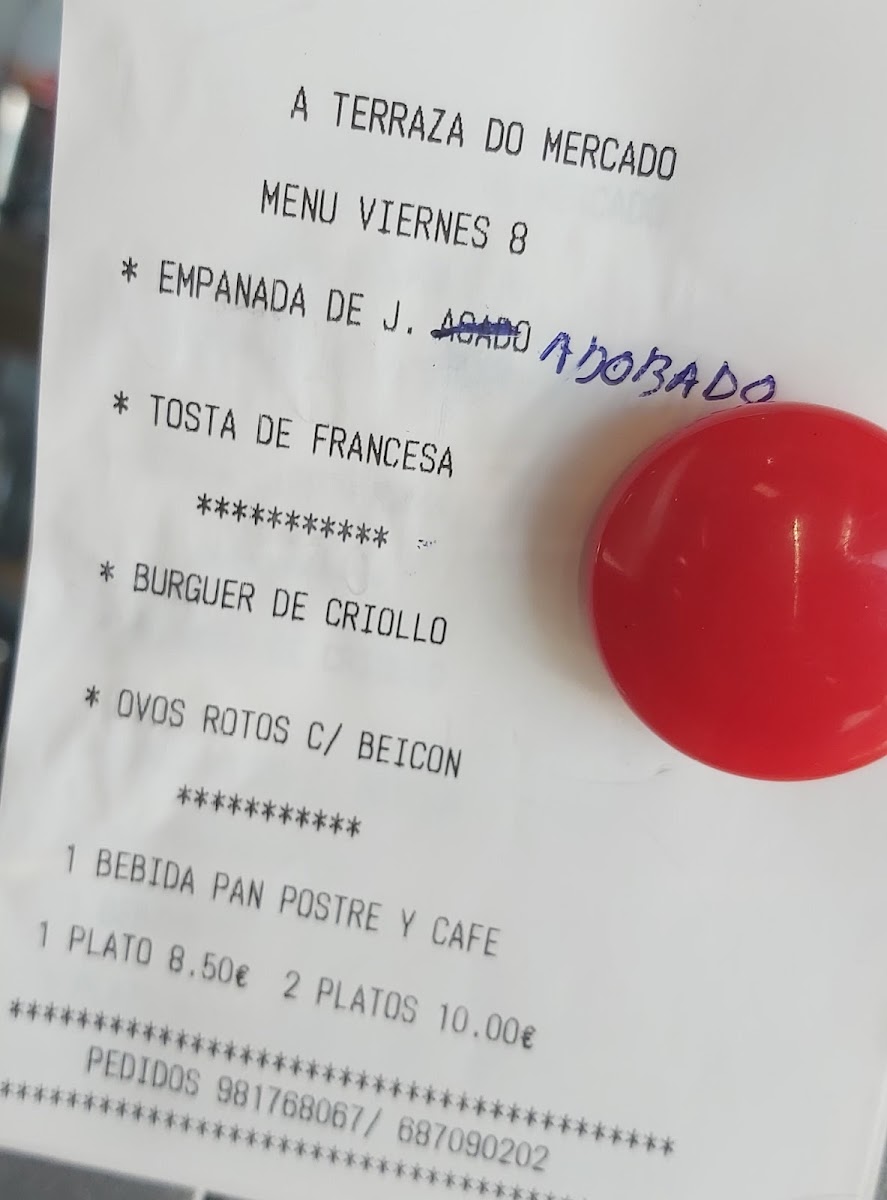 A TERRAZA DO MERCADO
MENU VIERNES 8
* EMPANADA DE J. ASADO ADOBADO
* TOSTA DE FRANCESA
***********
* BURGUER DE CRIOLLO
* OVOS ROTOS C/ BEICON
***********
1 BEBIDA PAN POSTRE Y CAFE
1 PLATO 8.50€ 2 PLATOS 10.00€
****************************************
PEDIDOS 981768067/ 687090202
****************************************